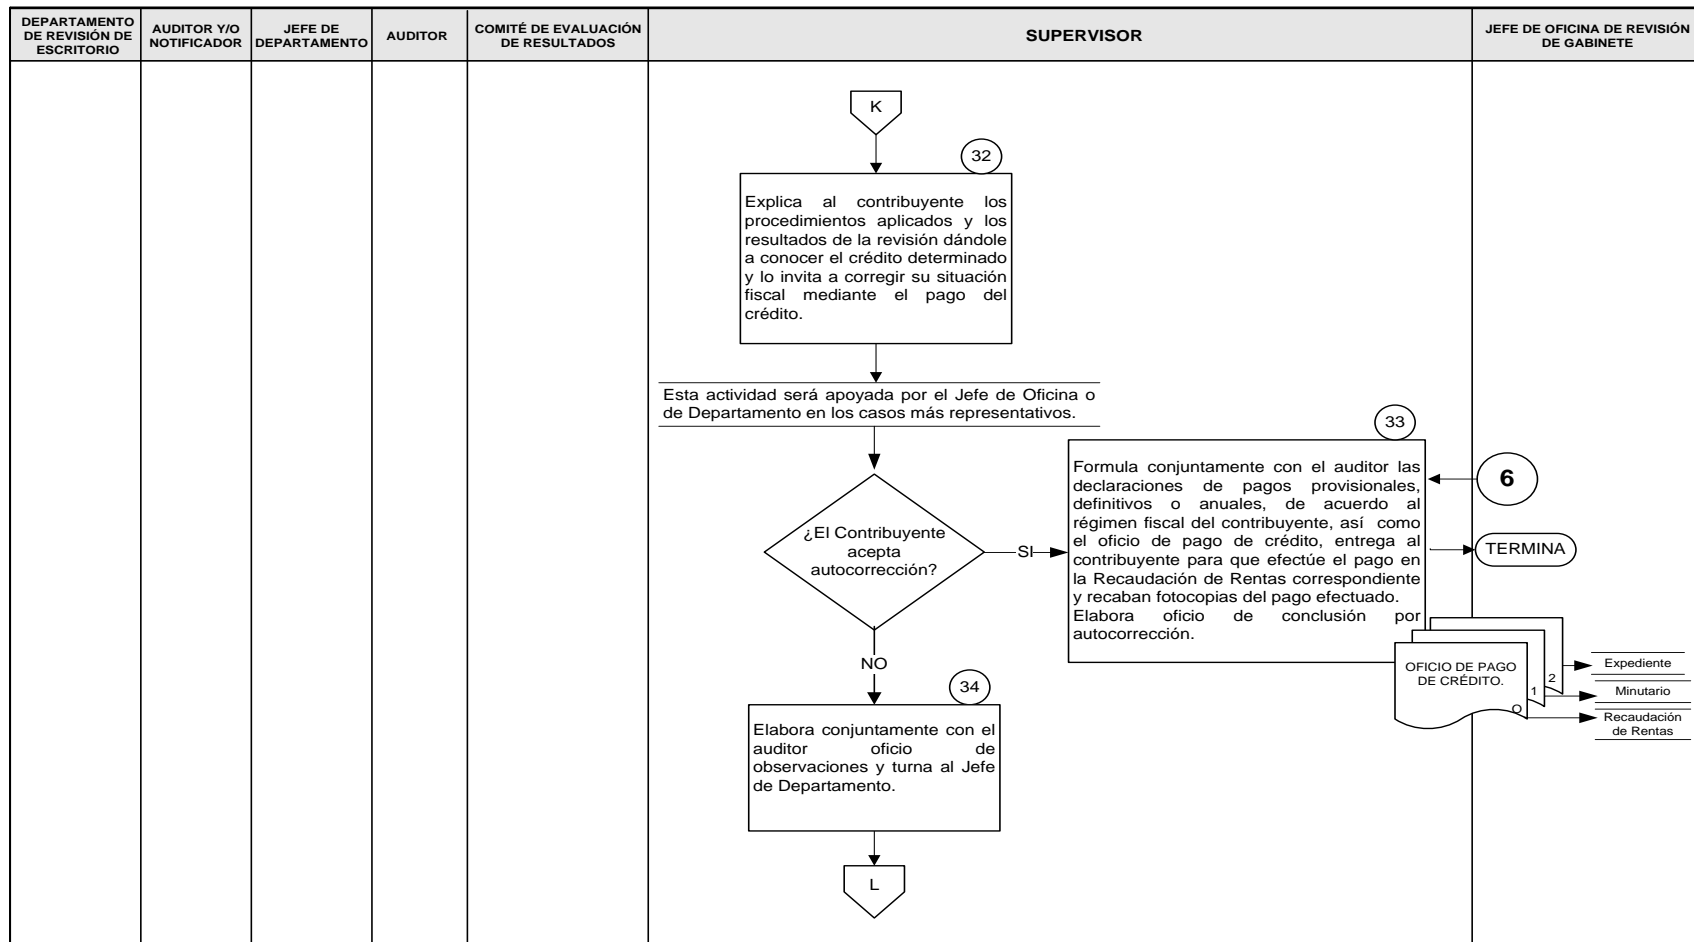 DEPARTAMENTO
DE REVISIÓN DE
ESCRITORIO
AUDITOR Y/O
NOTIFICADOR
JEFE DE
DEPARTAMENTO
AUDITOR
COMITÉ DE EVALUACIÓN
DE RESULTADOS
SUPERVISOR
JEFE DE OFICINA DE REVISIÓN
DE GABINETE
K
32
Explica al contribuyente los
procedimientos aplicados y los
resultados de la revisión dándole
a conocer el crédito determinado
y lo invita a corregir su situación
fiscal mediante el pago del
crédito.
Esta actividad será apoyada por el Jefe de Oficina o
de Departamento en los casos más representativos.
¿El Contribuyente
acepta
autocorrección?
SI
33
Formula conjuntamente con el auditor las
declaraciones de pagos provisionales,
definitivos o anuales, de acuerdo al
régimen fiscal del contribuyente, así como
el oficio de pago de crédito, entrega al
contribuyente para que efectúe el pago en
la Recaudación de Rentas correspondiente
y recaban fotocopias del pago efectuado.
Elabora oficio de conclusión por
autocorrección.
6
TERMINA
OFICIO DE PAGO
DE CRÉDITO.
O
1
2
Expediente
Minutario
Recaudación
de Rentas
NO
34
Elabora conjuntamente con el
auditor oficio de
observaciones y turna al Jefe
de Departamento.
L